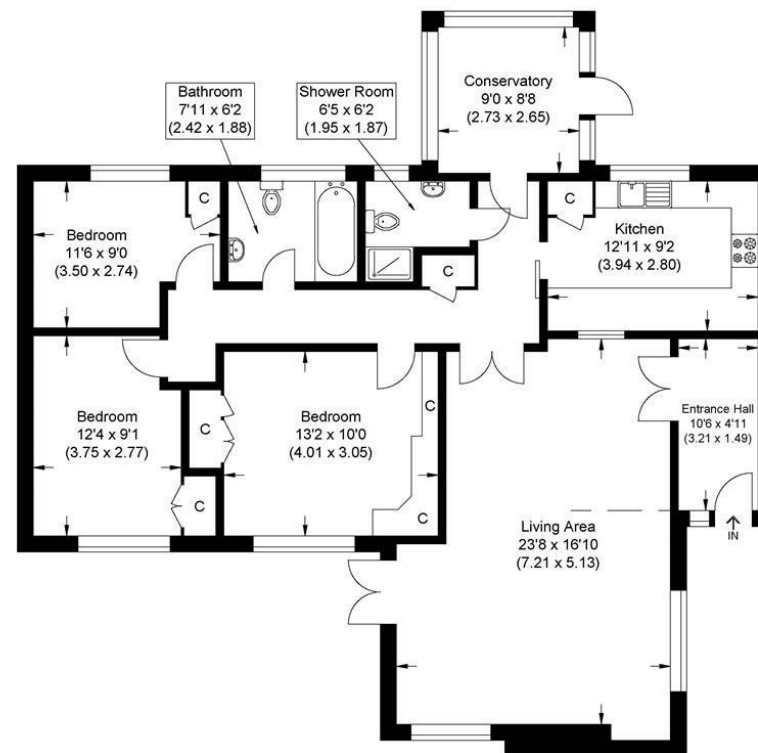 Bathroom
7'11 x 6'2
(2.42 x 1.88)
Shower Room
6'5 x 6'2
(1.95 x 1.87)
Conservatory
9'0 x 8'8
(2.73 x 2.65)
C
C
Bedroom
11'6 x 9'0
(3.50 x 2.74)
Kitchen
12'11 x 9'2
(3.94 x 2.80)
C
Bedroom
12'4 x 9'1
(3.75 x 2.77)
C
Bedroom
13'2 x 10'0
(4.01 x 3.05)
C
C
C
Entrance Hall
10'6 x 4'11
(3.21 x 1.49)
Living Area
23'8 x 16'10
(7.21 x 5.13)
IN